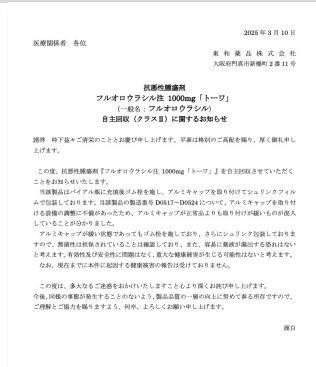 2025 年 3 月 10 日
医療関係者　各位
東 和 薬 品 株 式 会 社
大阪府門真市新橋町 2 番 11 号
抗悪性腫瘍剤
フルオロウラシル注 1000mg「トーワ」
（一般名：フルオロウラシル）
自主回収（クラスⅡ）に関するお知らせ
謹啓　時下益々ご清栄のこととお慶び申し上げます。平素は格別のご高配を賜り、厚く御礼申し
上げます。
この度、抗悪性腫瘍剤『フルオロウラシル注 1000mg「トーワ」』を自主回収させていただく
ことをお知らせいたします。
当該製品はバイアル瓶に充填後ゴム栓を施し、アルミキャップを取り付けてシュリンクフィル
ムで包装しております。当該製品の製造番号 D0517～D0524 について、アルミキャップを取り付
ける設備の調整に不備があったため、アルミキャップが正常品よりも取り付けが緩いものが混入
していることが分かりました。
アルミキャップが緩い状態であってもゴム栓を施しており、さらにシュリンク包装しておりま
すので、無菌性は担保されていることは確認しており、また、容易に薬液が漏出する恐れはない
と考えます。有効性及び安全性に問題はなく、重大な健康被害が生じる可能性はないと考えます。
なお、現在までに本件に起因する健康被害の報告は受けておりません。
この度は、多大なるご迷惑をおかけいたしますこと心より深くお詫び申し上げます。
今後、同様の事態が発生することのないよう、製品品質の一層の向上に努めて参る所存ですので、
ご理解とご協力を賜りますよう、何卒、よろしくお願い申し上げます。
謹白